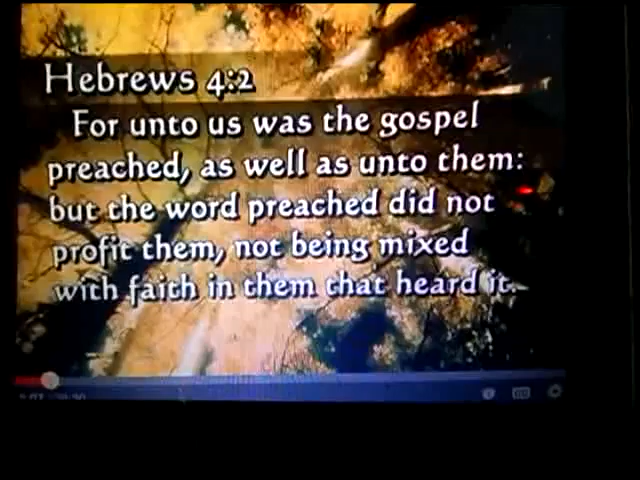 Hebrews 4:2
For unto us was the gospel
preached, as well as unto them:
but the word preached did not
profit them, not being mixed
with faith in them that heard it.
CC